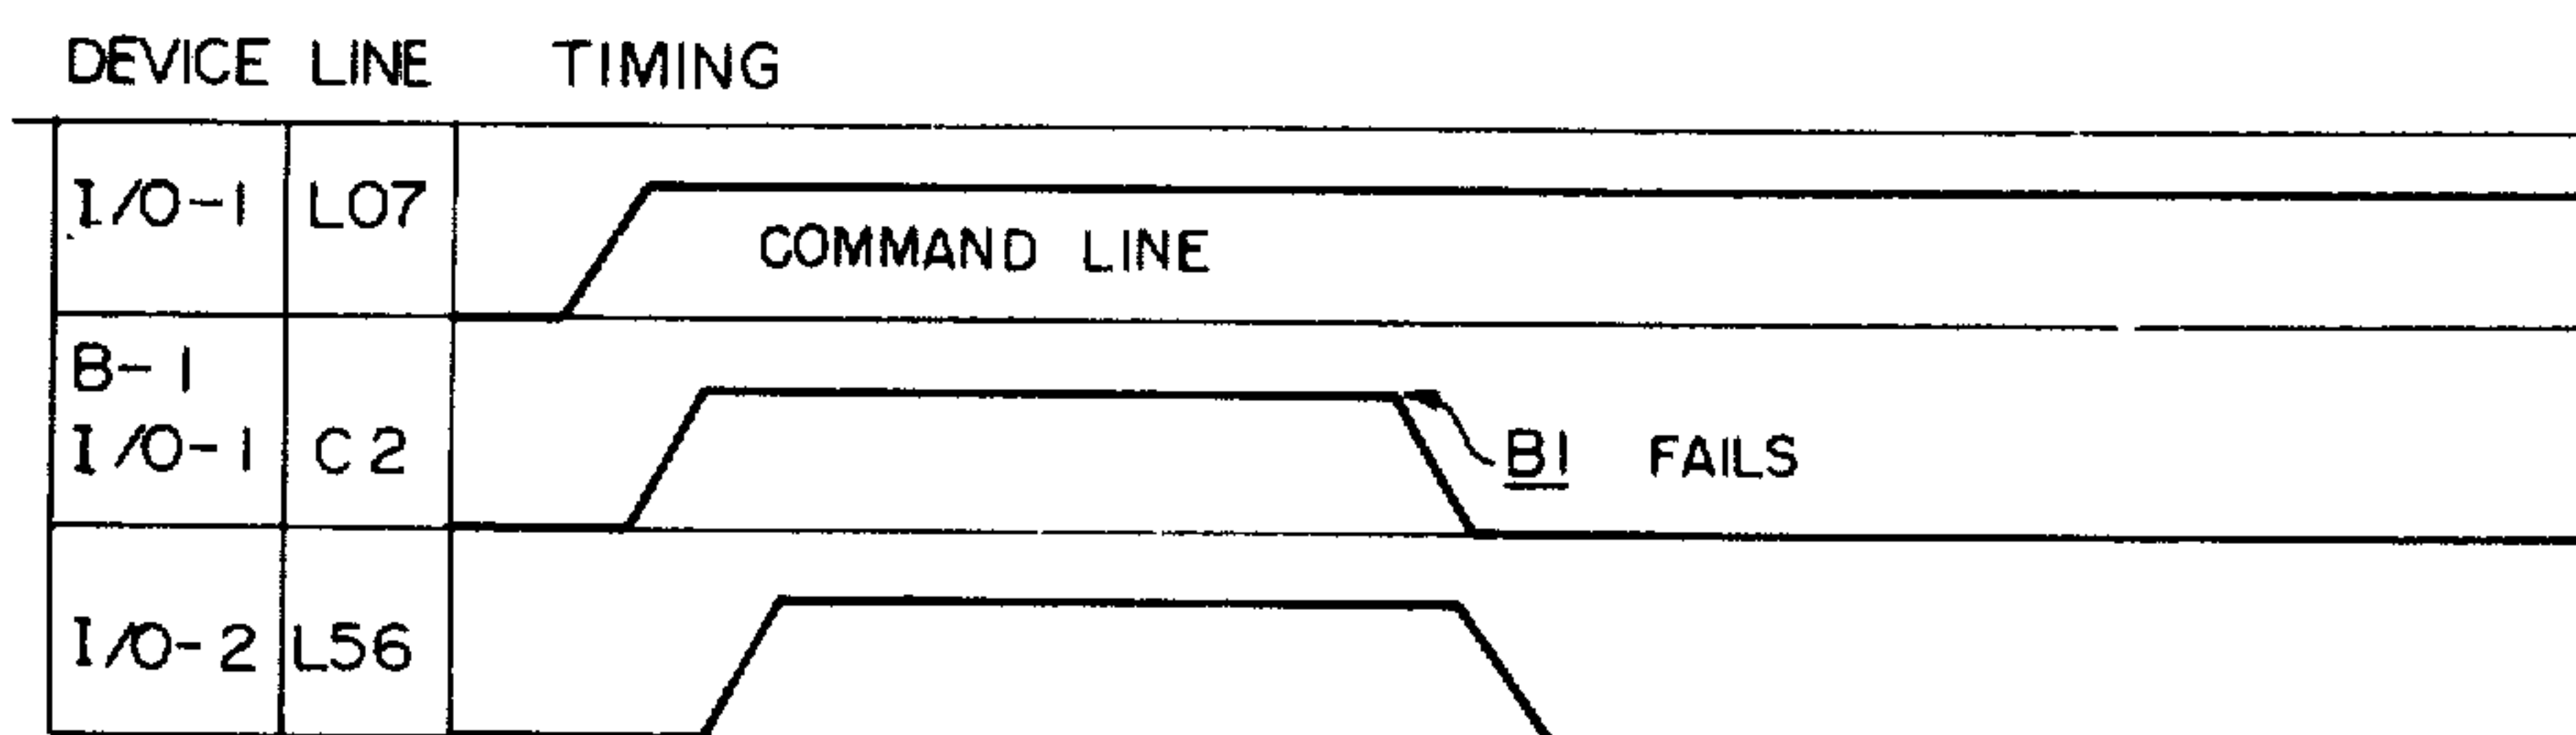 DEVICE LINE TIMING
I/O-1 L07
COMMAND LINE
B-1
I/O-1 C2
B1 FAILS
I/O-2 L56